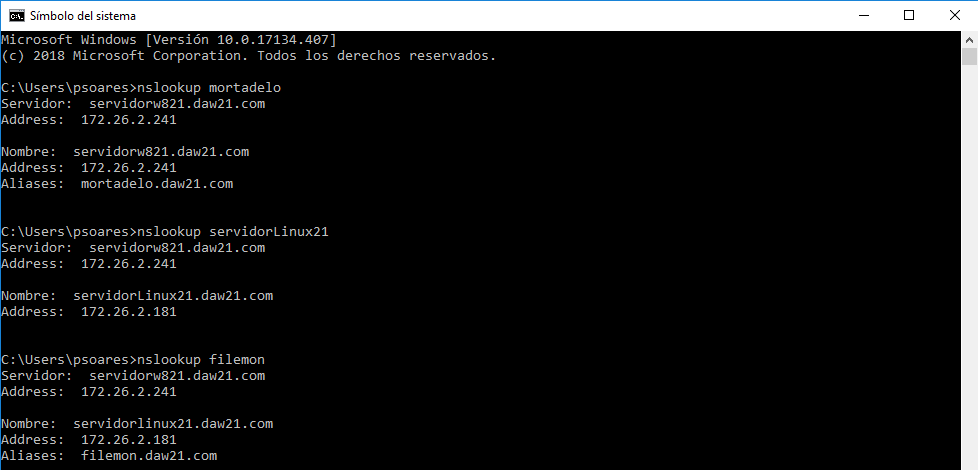 Símbolo del sistema
Microsoft Windows [Versión 10.0.17134.407]
(c) 2018 Microsoft Corporation. Todos los derechos reservados.
C:\Users\psoares>nslookup mortadelo
Servidor:  servidorw821.daw21.com
Address:  172.26.2.241
Nombre:  servidorw821.daw21.com
Address:  172.26.2.241
Aliases:  mortadelo.daw21.com
C:\Users\psoares>nslookup servidorLinux21
Servidor:  servidorw821.daw21.com
Address:  172.26.2.241
Nombre:  servidorLinux21.daw21.com
Address:  172.26.2.181
C:\Users\psoares>nslookup filemon
Servidor:  servidorw821.daw21.com
Address:  172.26.2.241
Nombre:  servidorlinux21.daw21.com
Address:  172.26.2.181
Aliases:  filemon.daw21.com